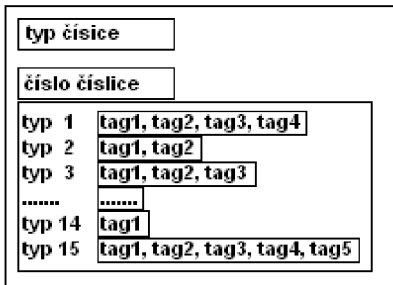 typ čísice
číslo číslice
typ 1 tag1, tag2, tag3, tag4
typ 2 tag1, tag2
typ 3 tag1, tag2, tag3
....... .......
typ 14 tag1
typ 15 tag1, tag2, tag3, tag4, tag5